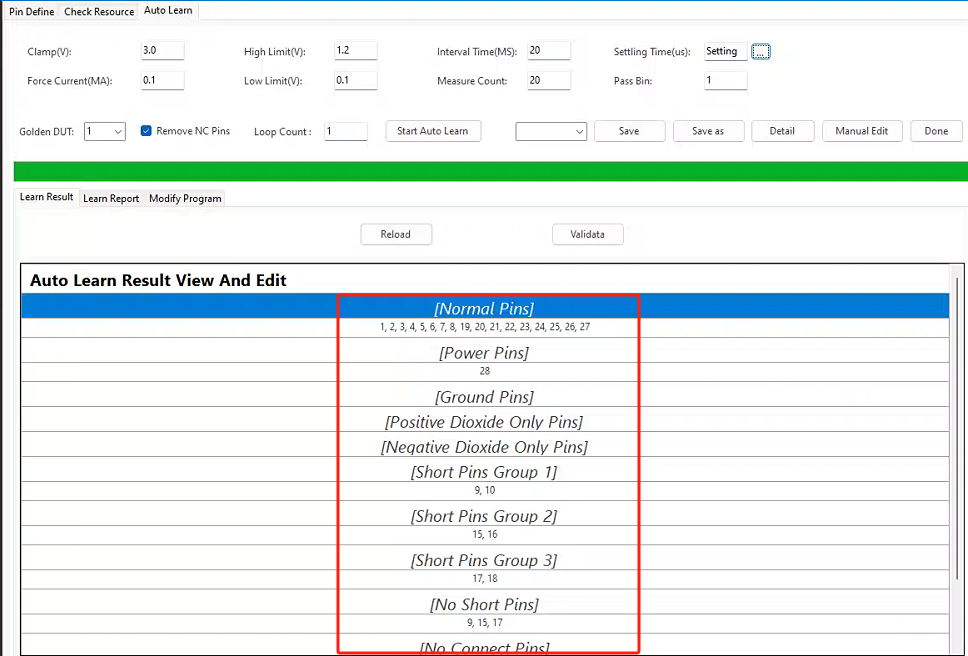 Pin Define Check Resource Auto Learn
Clamp(V): 3.0 High Limit(V): 1.2 Interval Time(MS): 20 Settling Time(us): Setting ...
Force Current(MA): 0.1 Low Limit(V): 0.1 Measure Count: 20 Pass Bin: 1
Golden DUT: 1 Remove NC Pins Loop Count : 1 Start Auto Learn Save Save as Detail Manual Edit Done
Learn Result Learn Report Modify Program
Reload Validata
Auto Learn Result View And Edit
[Normal Pins]
1, 2, 3, 4, 5, 6, 7, 8, 19, 20, 21, 22, 23, 24, 25, 26, 27
[Power Pins]
28
[Ground Pins]
[Positive Dioxide Only Pins]
[Negative Dioxide Only Pins]
[Short Pins Group 1]
9, 10
[Short Pins Group 2]
15, 16
[Short Pins Group 3]
17, 18
[No Short Pins]
9, 15, 17
[No Connect Pins]